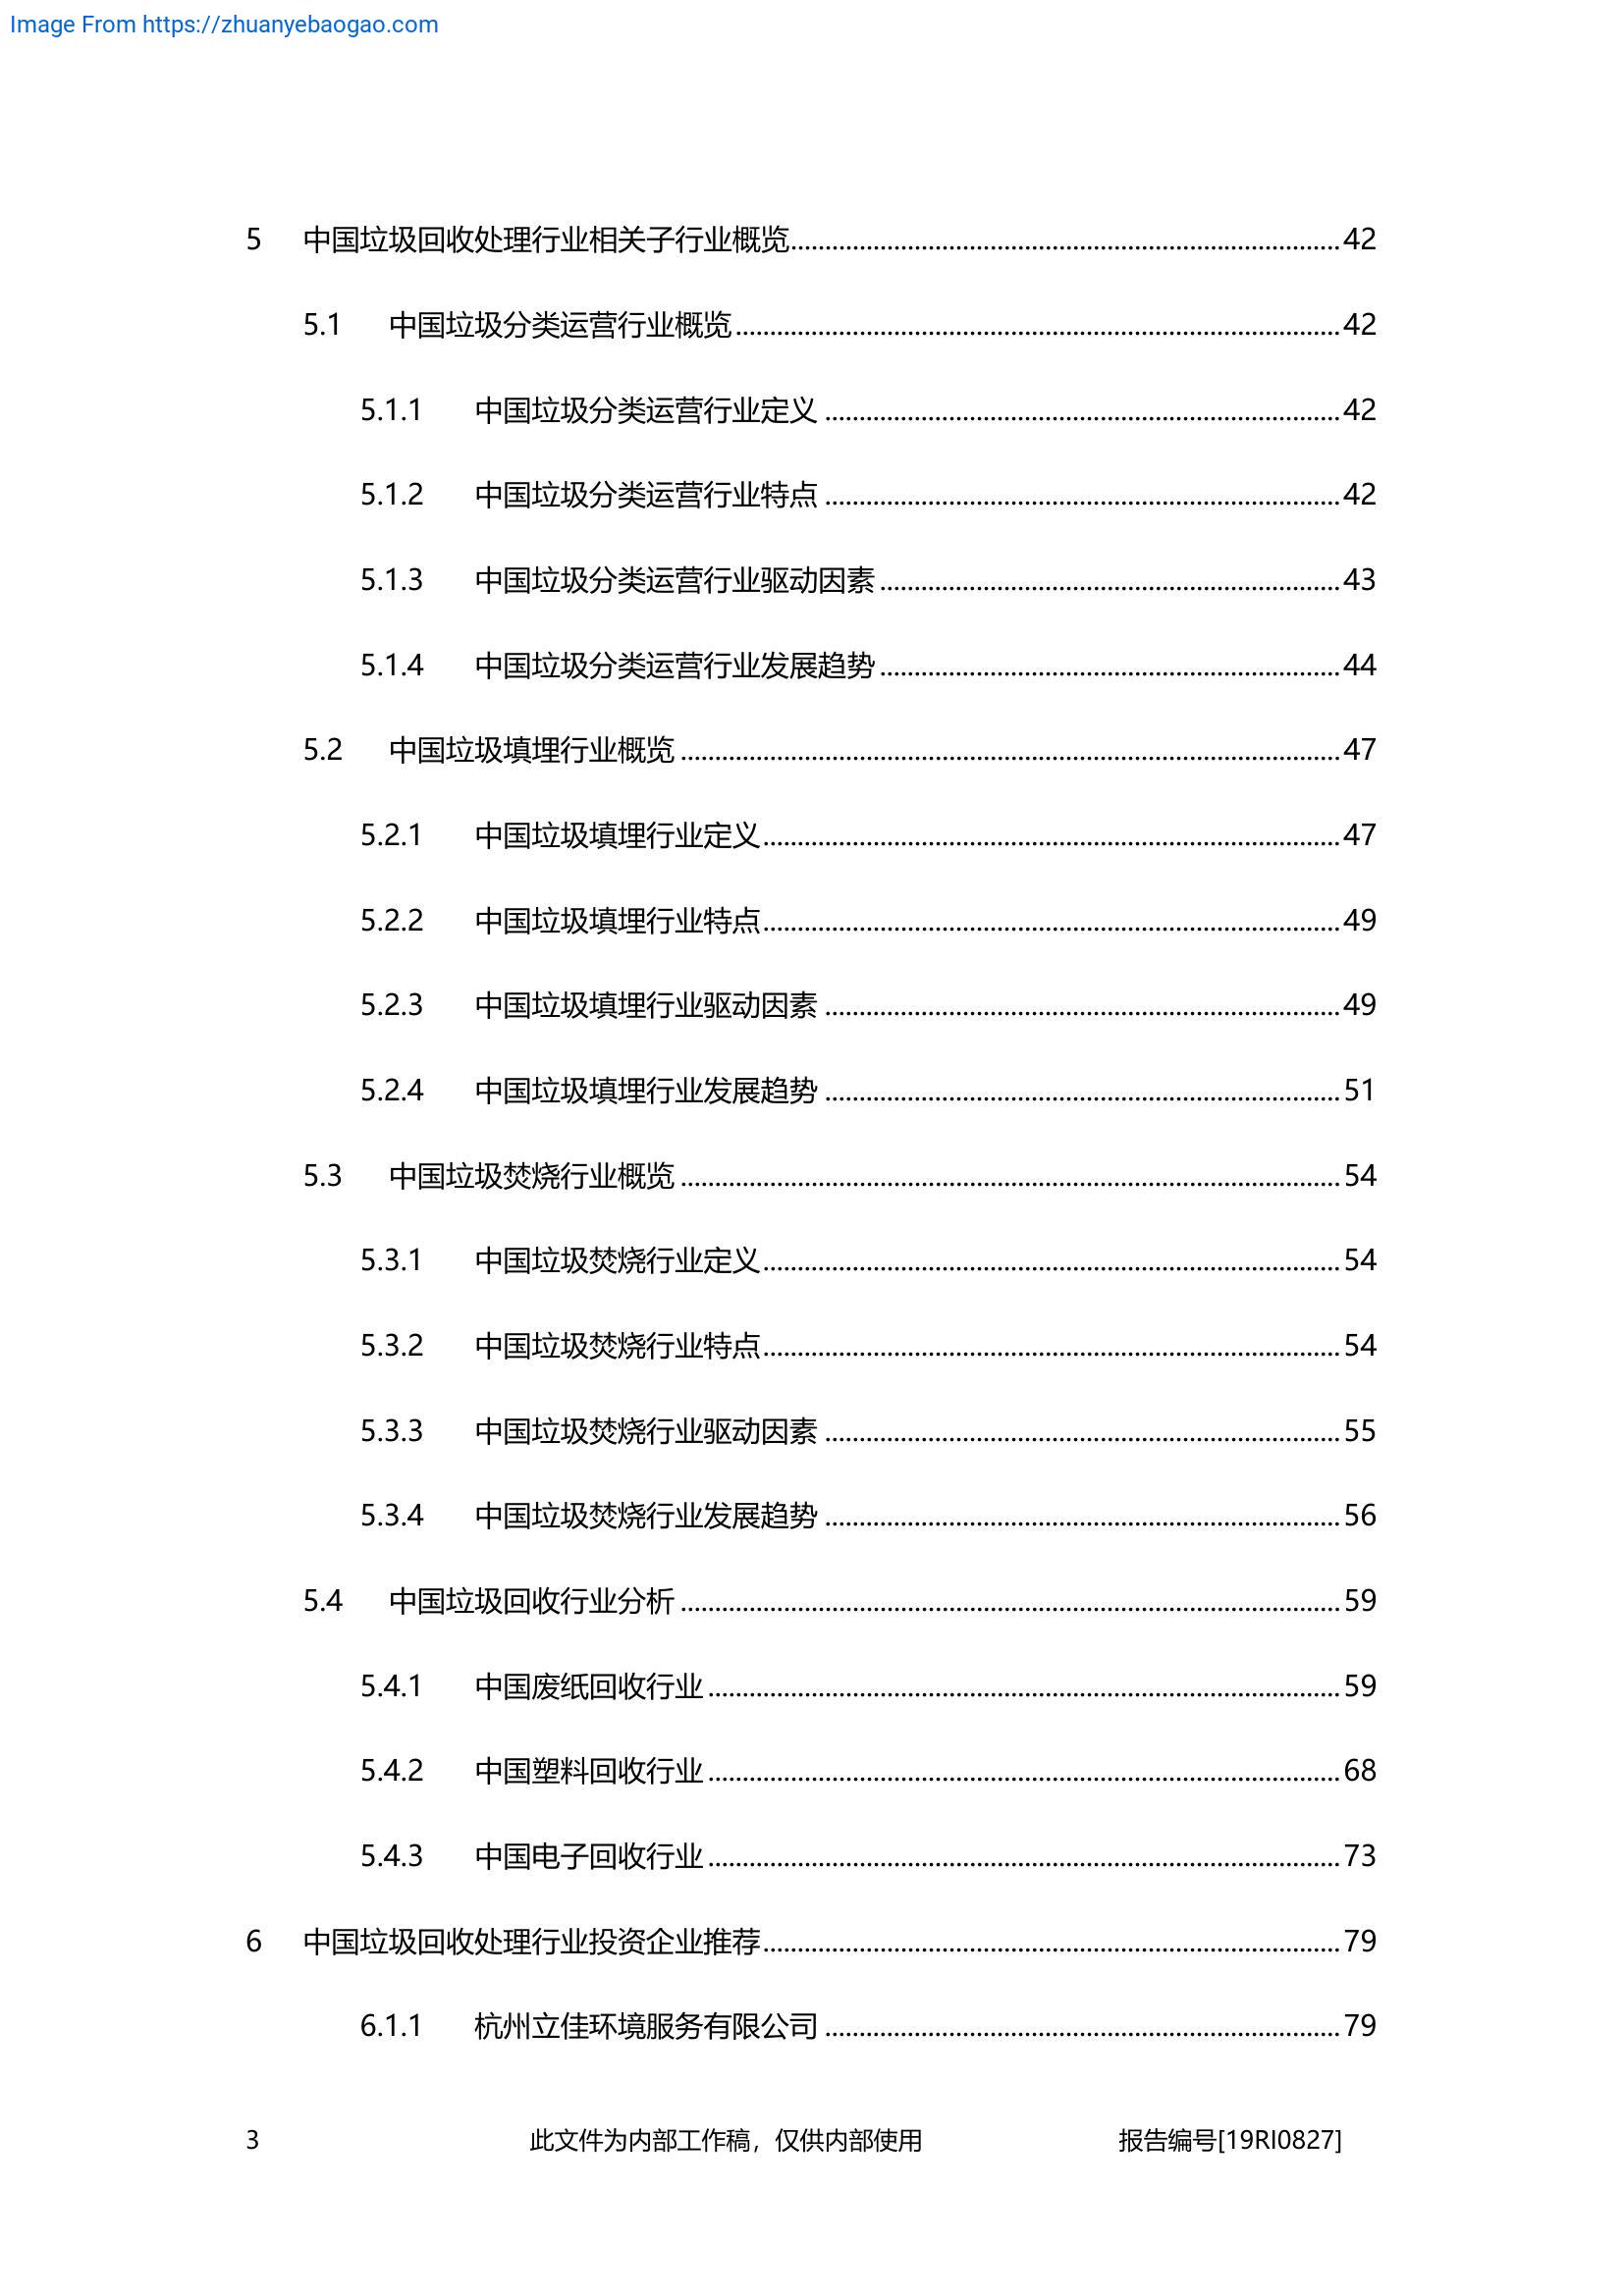 Image From https://zhuanyebaogao.com
5 中国垃圾回收处理行业相关子行业概览 42
5.1 中国垃圾分类运营行业概览 42
5.1.1 中国垃圾分类运营行业定义 42
5.1.2 中国垃圾分类运营行业特点 42
5.1.3 中国垃圾分类运营行业驱动因素 43
5.1.4 中国垃圾分类运营行业发展趋势 44
5.2 中国垃圾填埋行业概览 47
5.2.1 中国垃圾填埋行业定义 47
5.2.2 中国垃圾填埋行业特点 49
5.2.3 中国垃圾填埋行业驱动因素 49
5.2.4 中国垃圾填埋行业发展趋势 51
5.3 中国垃圾焚烧行业概览 54
5.3.1 中国垃圾焚烧行业定义 54
5.3.2 中国垃圾焚烧行业特点 54
5.3.3 中国垃圾焚烧行业驱动因素 55
5.3.4 中国垃圾焚烧行业发展趋势 56
5.4 中国垃圾回收行业分析 59
5.4.1 中国废纸回收行业 59
5.4.2 中国塑料回收行业 68
5.4.3 中国电子回收行业 73
6 中国垃圾回收处理行业投资企业推荐 79
6.1.1 杭州立佳环境服务有限公司 79
3 此文件为内部工作稿，仅供内部使用 报告编号[19RI0827]